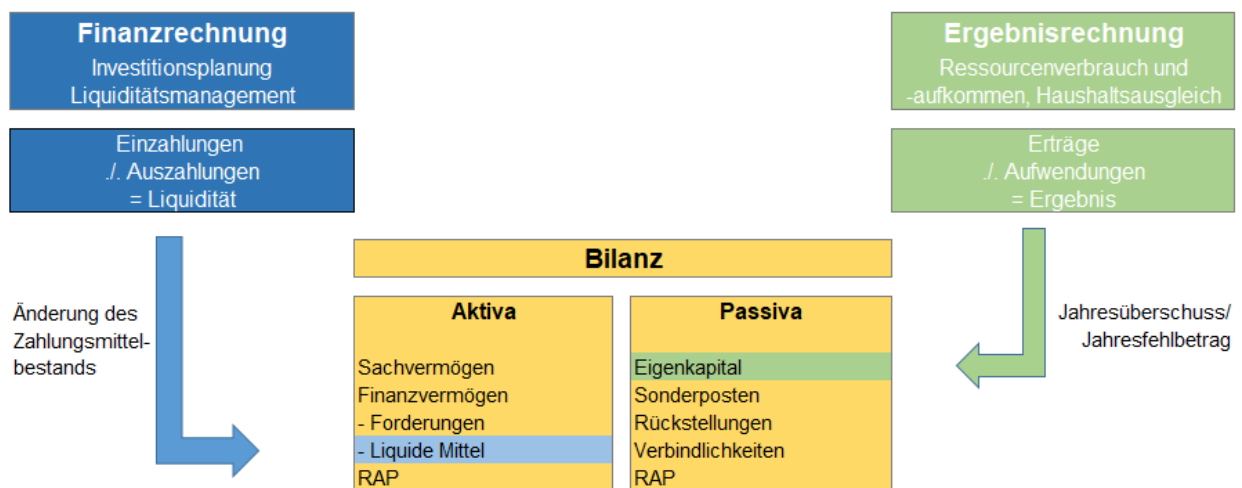 Finanzrechnung
Investitionsplanung
Liquiditätsmanagement
Einzahlungen
./. Auszahlungen
= Liquidität
Ergebnisrechnung
Ressourcenverbrauch und
-aufkommen, Haushaltsausgleich
Erträge
./. Aufwendungen
= Ergebnis
Änderung des
Zahlungsmittel-
bestands
Bilanz
Aktiva
Sachvermögen
Finanzvermögen
- Forderungen
- Liquide Mittel
RAP
Passiva
Eigenkapital
Sonderposten
Rückstellungen
Verbindlichkeiten
RAP
Jahresüberschuss/
Jahresfehlbetrag